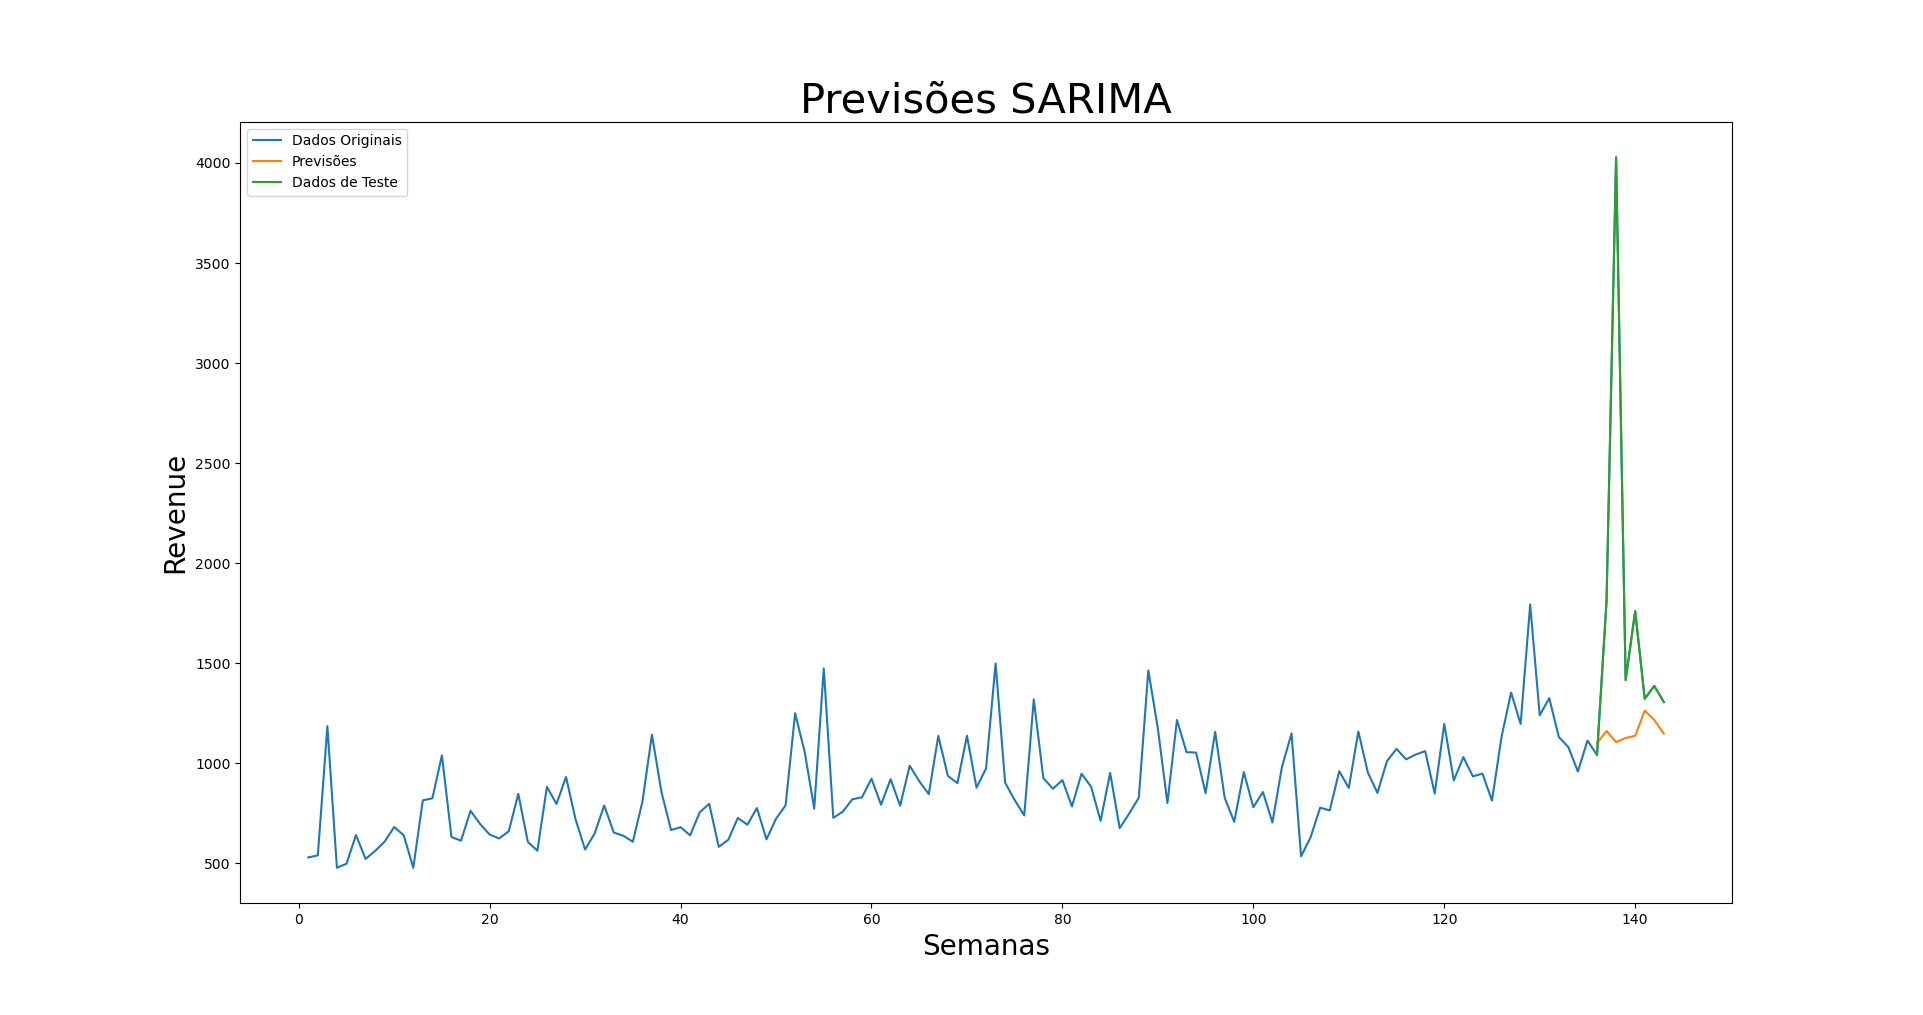 Previsões SARIMA
Dados Originais
Previsões
Dados de Teste
4000
3500
3000
2500
2000
1500
1000
500
Revenue
0 20 40 60 80 100 120 140
Semanas